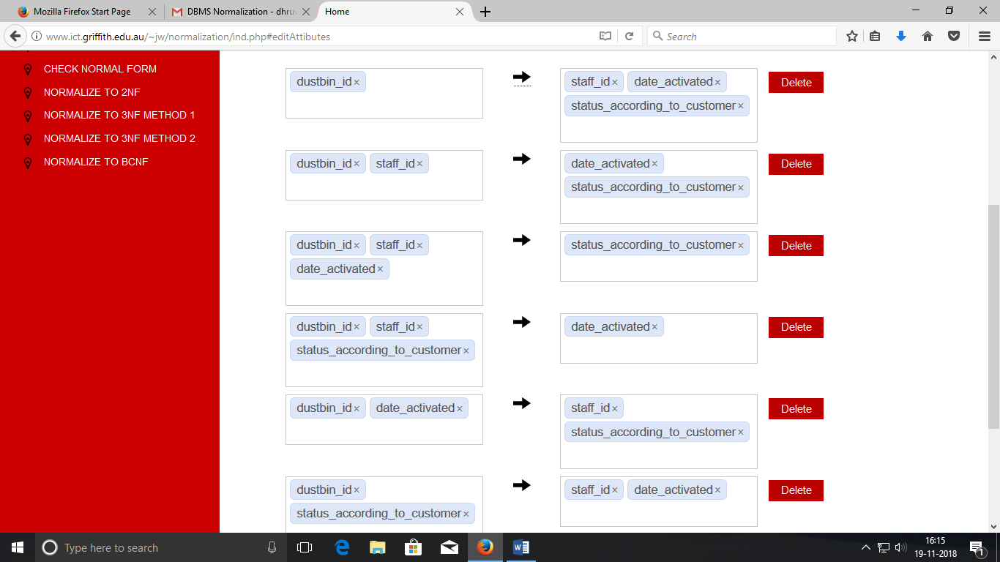 Mozilla Firefox Start Page × DBMS Normalization - dhruv × Home × +
www.ict.griffith.edu.au/~jw/normalization/ind.php#editAttibutes Search
CHECK NORMAL FORM
NORMALIZE TO 2NF
NORMALIZE TO 3NF METHOD 1
NORMALIZE TO 3NF METHOD 2
NORMALIZE TO BCNF
dustbin_id× staff_id× date_activated× Delete
status_according_to_customer×
dustbin_id× staff_id× date_activated× Delete
status_according_to_customer×
dustbin_id× staff_id× status_according_to_customer× Delete
date_activated×
dustbin_id× staff_id× date_activated× Delete
status_according_to_customer×
dustbin_id× date_activated× staff_id× Delete
status_according_to_customer×
dustbin_id× staff_id× date_activated× Delete
status_according_to_customer×
Type here to search
16:15
19-11-2018
1